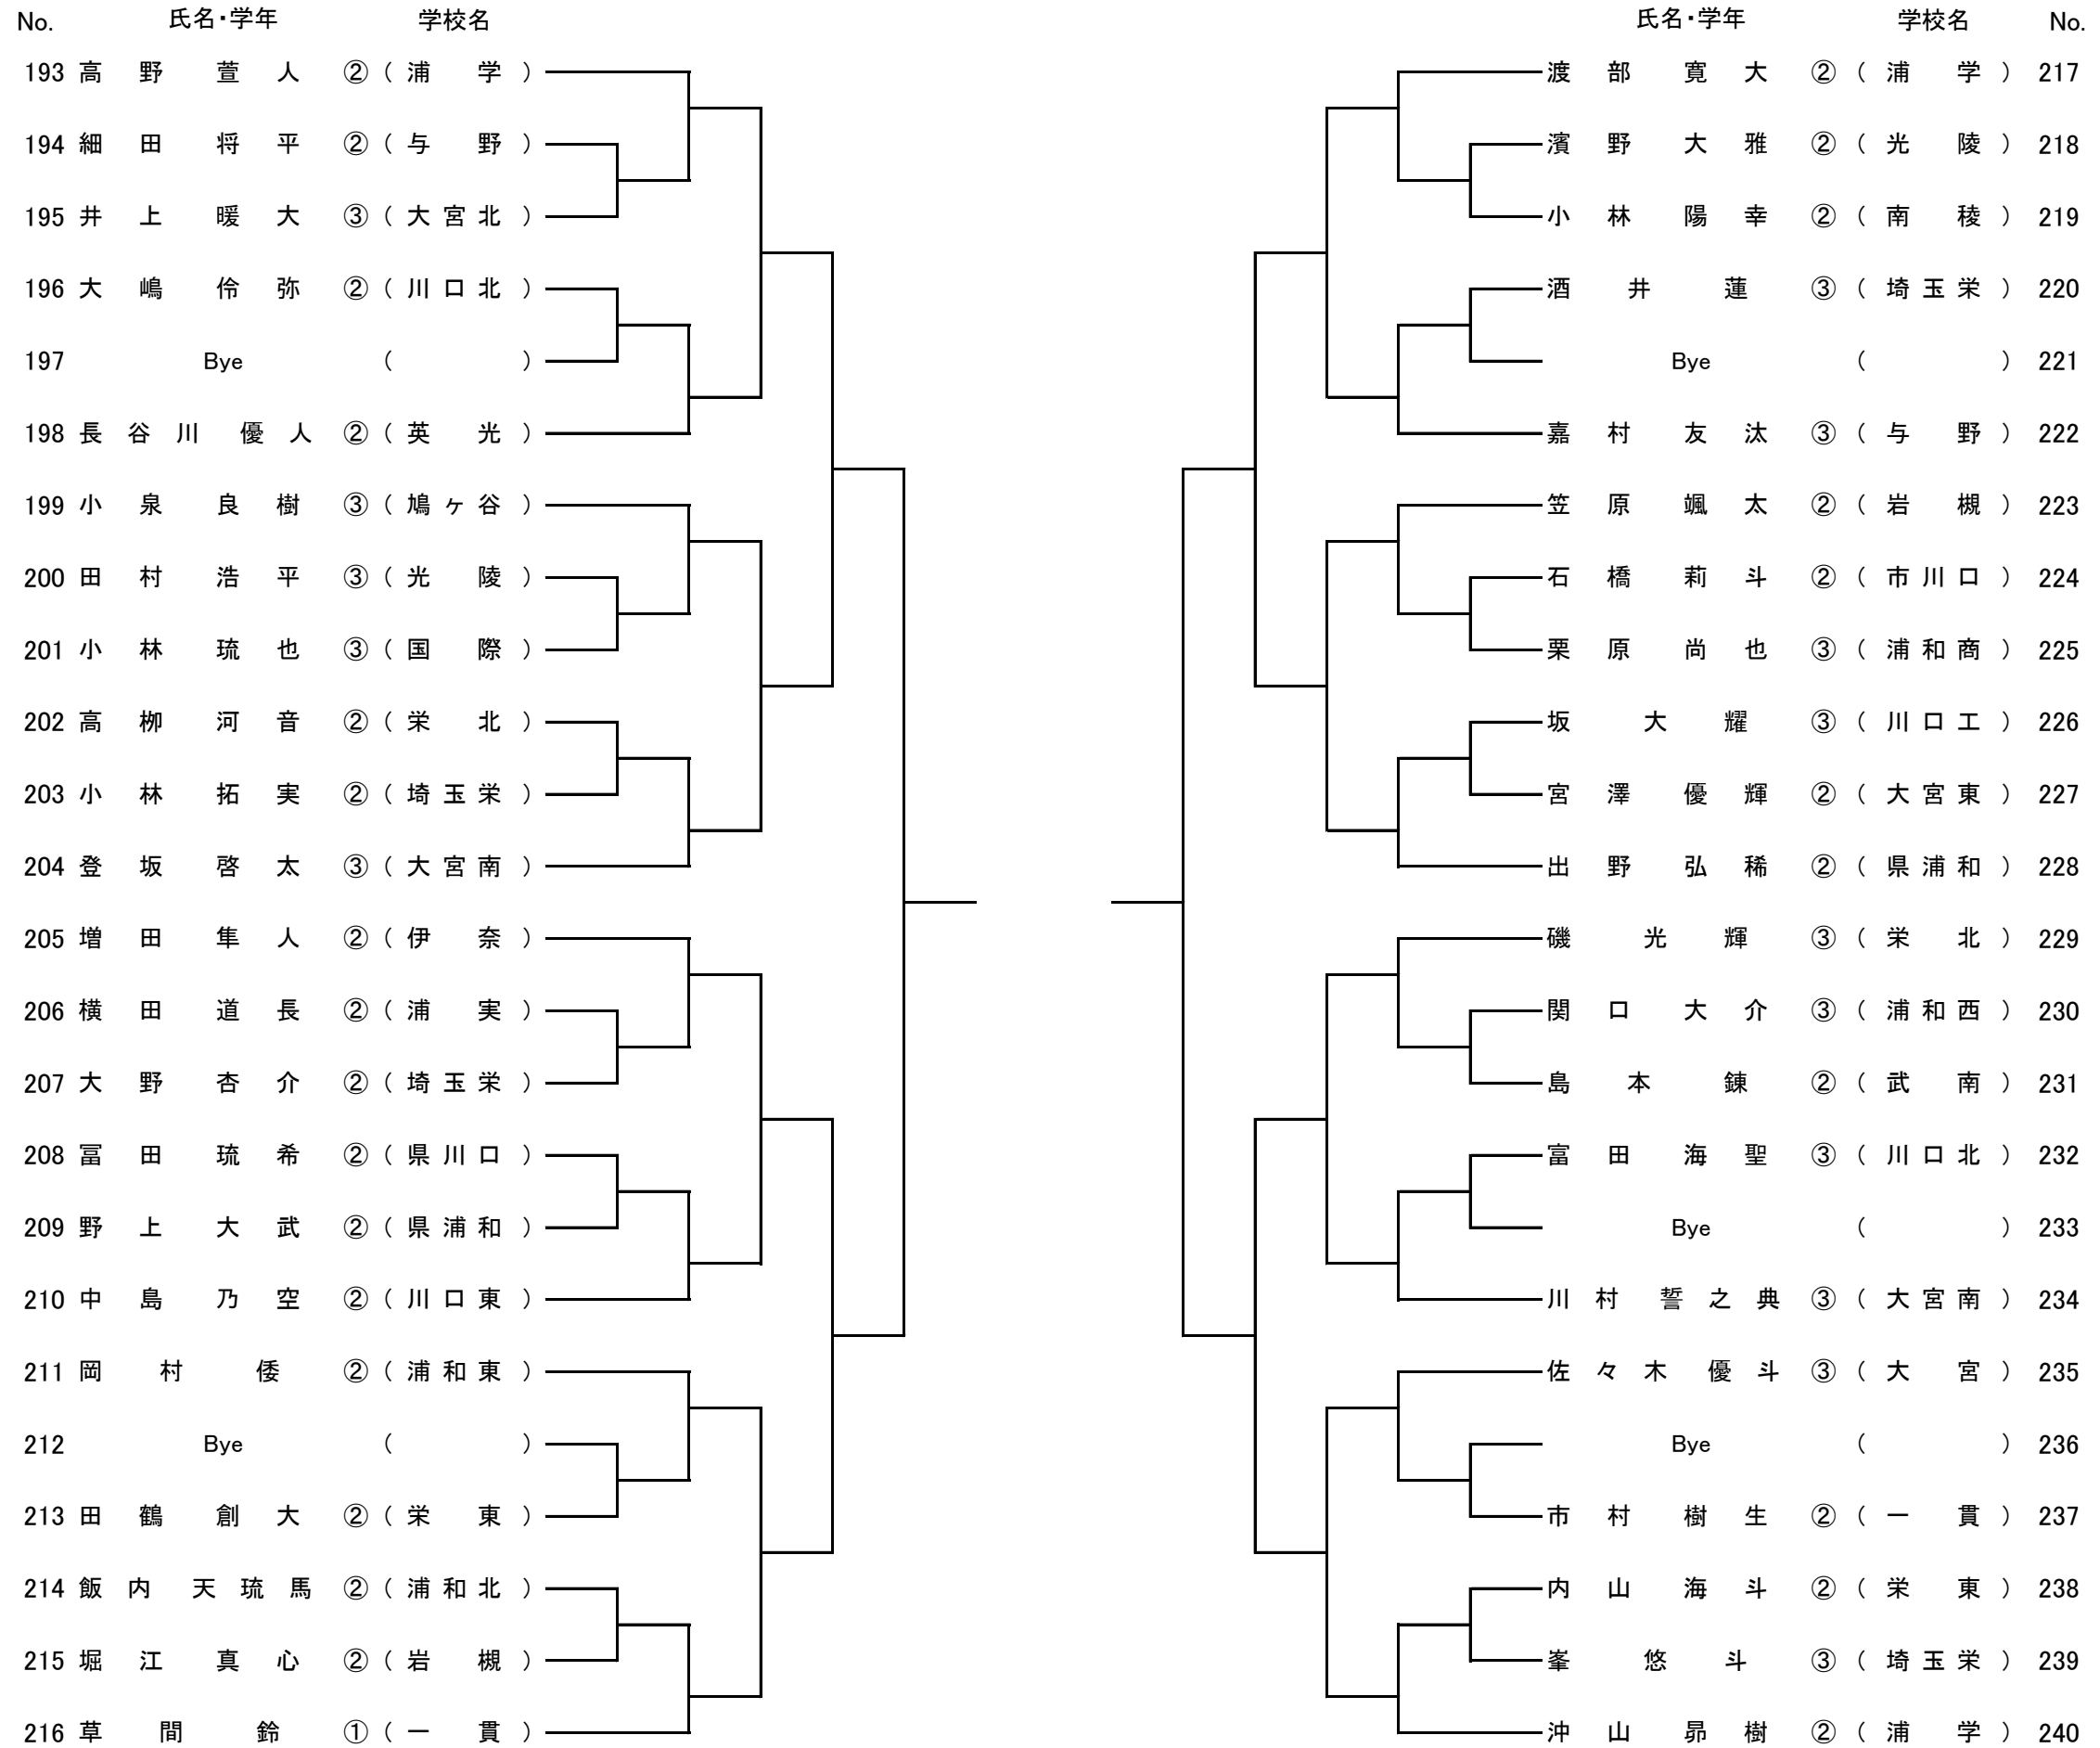 No. 氏名・学年 学校名
193 高野 萱人 ② (浦学)
194 細田 将平 ② (与野)
195 井上 暖大 ③ (大宮北)
196 大嶋 伶弥 ② (川口北)
197 Bye ( )
198 長谷川 優人 ② (英光)
199 小泉 良樹 ③ (鳩ヶ谷)
200 田村 浩平 ③ (光陵)
201 小林 琉也 ③ (国際)
202 高栁 河音 ② (栄北)
203 小林 拓実 ② (埼玉栄)
204 登坂 啓太 ③ (大宮南)
205 増田 隼人 ② (伊奈)
206 横田 道長 ② (浦実)
207 大野 杏介 ② (埼玉栄)
208 冨田 琉希 ② (県川口)
209 野上 大武 ② (県浦和)
210 中島 乃空 ② (川口東)
211 岡村 倭 ② (浦和東)
212 Bye ( )
213 田鶴 創大 ② (栄東)
214 飯内 天琉馬 ② (浦和北)
215 堀江 真心 ② (岩槻)
216 草間 鈴 ① (一貫)
氏名・学年 学校名 No.
渡部 寛大 ② (浦学) 217
濱野 大雅 ② (光陵) 218
小林 陽幸 ② (南稜) 219
酒井 蓮 ③ (埼玉栄) 220
Bye ( ) 221
嘉村 友汰 ③ (与野) 222
笠原 颯太 ② (岩槻) 223
石橋 莉斗 ② (市川口) 224
栗原 尚也 ③ (浦和商) 225
坂 大耀 ③ (川口工) 226
宮澤 優輝 ② (大宮東) 227
出野 弘稀 ② (県浦和) 228
磯 光輝 ③ (栄北) 229
関口 大介 ③ (浦和西) 230
島本 錬 ② (武南) 231
富田 海聖 ③ (川口北) 232
Bye ( ) 233
川村 誓之典 ③ (大宮南) 234
佐々木 優斗 ③ (大宮) 235
Bye ( ) 236
市村 樹生 ② (一貫) 237
内山 海斗 ② (栄東) 238
峯 悠斗 ③ (埼玉栄) 239
沖山 昴樹 ② (浦学) 240